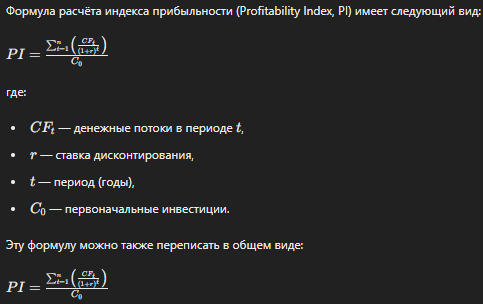 Формула расчёта индекса прибыльности (Profitability Index, PI) имеет следующий вид:
PI = \frac{\sum_{t=1}^{n} \left( \frac{CF_t}{(1+r)^t} \right)}{C_0}
где:
• CF_t — денежные потоки в периоде t,
• r — ставка дисконтирования,
• t — период (годы),
• C_0 — первоначальные инвестиции.
Эту формулу можно также переписать в общем виде:
PI = \frac{\sum_{t=1}^{n} \left( \frac{CF_t}{(1+r)^t} \right)}{C_0}